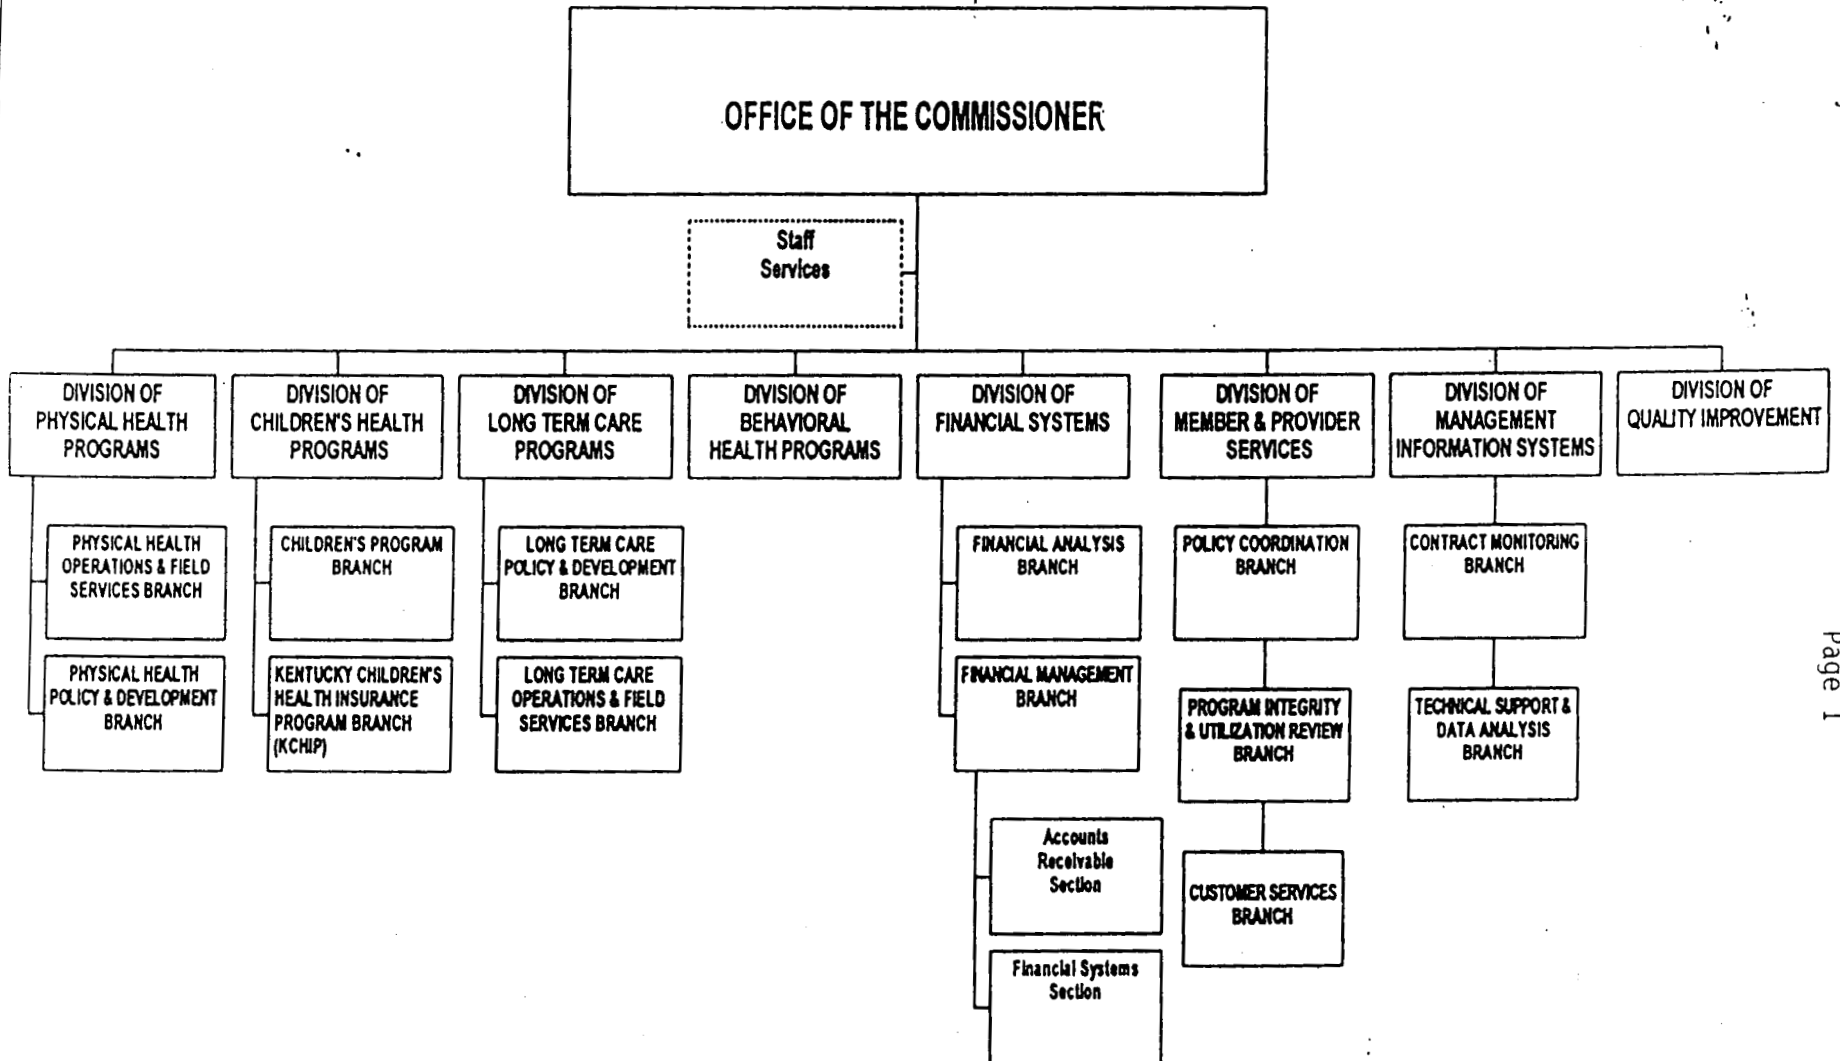 OFFICE OF THE COMMISSIONER
Staff
Services
DIVISION OF
PHYSICAL HEALTH
PROGRAMS
DIVISION OF
CHILDREN'S HEALTH
PROGRAMS
DIVISION OF
LONG TERM CARE
PROGRAMS
DIVISION OF
BEHAVIORAL
HEALTH PROGRAMS
DIVISION OF
FINANCIAL SYSTEMS
DIVISION OF
MEMBER & PROVIDER
SERVICES
DIVISION OF
MANAGEMENT
INFORMATION SYSTEMS
DIVISION OF
QUALITY IMPROVEMENT
PHYSICAL HEALTH
OPERATIONS & FIELD
SERVICES BRANCH
CHILDREN'S PROGRAM
BRANCH
LONG TERM CARE
POLICY & DEVELOPMENT
BRANCH
FINANCIAL ANALYSIS
BRANCH
POLICY COORDINATION
BRANCH
CONTRACT MONITORING
BRANCH
PHYSICAL HEALTH
POLICY & DEVELOPMENT
BRANCH
KENTUCKY CHILDREN'S
HEALTH INSURANCE
PROGRAM BRANCH
(KCHIP)
LONG TERM CARE
OPERATIONS & FIELD
SERVICES BRANCH
FINANCIAL MANAGEMENT
BRANCH
PROGRAM INTEGRITY
& UTILIZATION REVIEW
BRANCH
TECHNICAL SUPPORT &
DATA ANALYSIS
BRANCH
Accounts
Receivable
Section
CUSTOMER SERVICES
BRANCH
Financial Systems
Section
Page 1